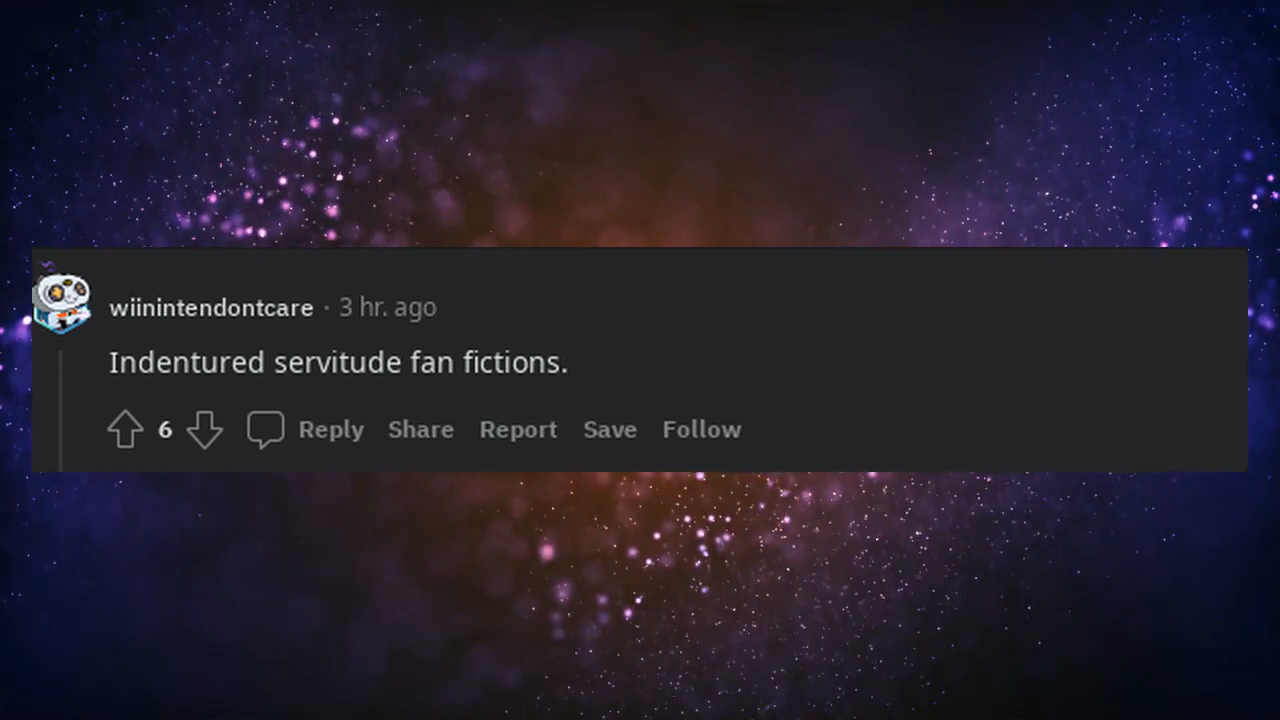 wiinintendontcare · 3 hr. ago
Indentured servitude fan fictions.
6 Reply Share Report Save Follow